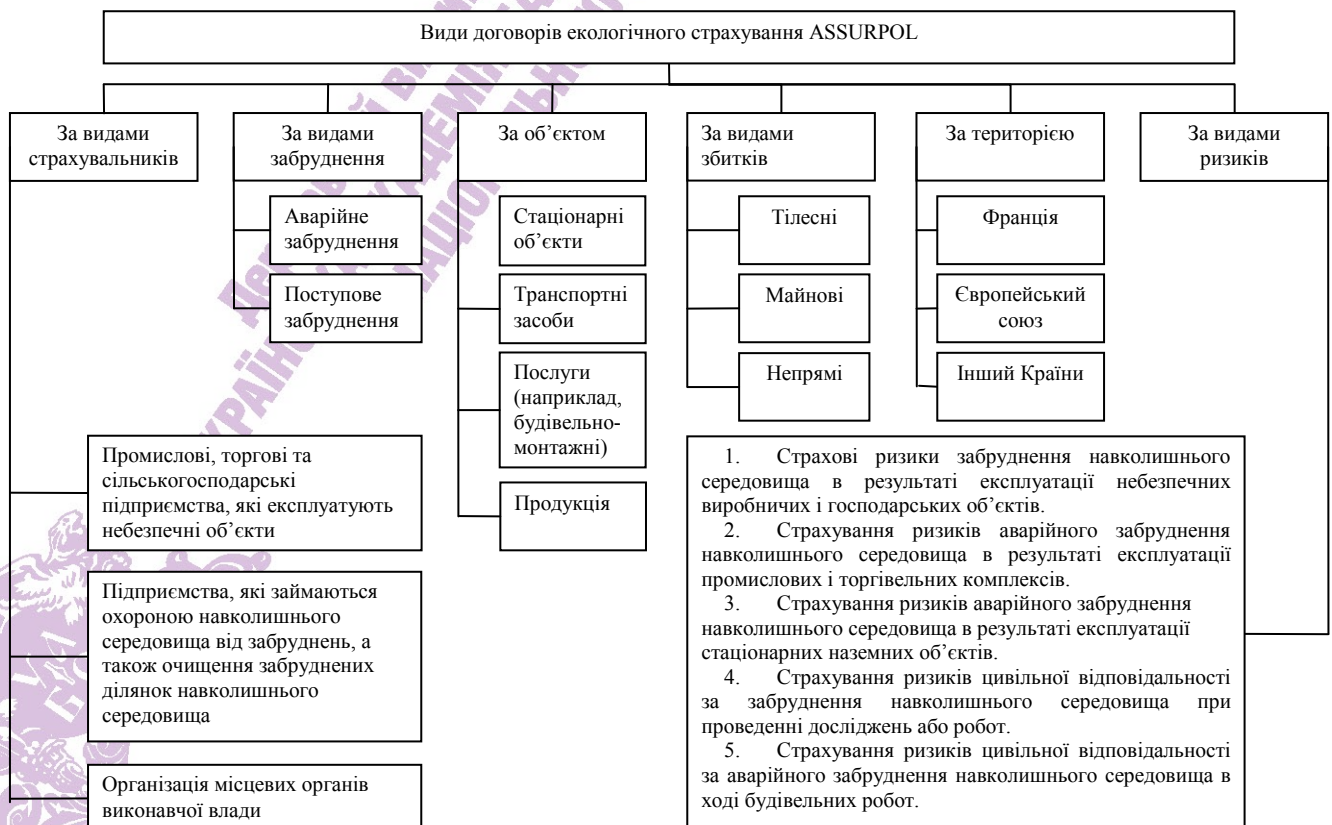 Види договорів екологічного страхування ASSURPOL
За видами
страхувальників
За видами
забруднення
За об’єктом
За видами
збитків
За територією
За видами
ризиків
Аварійне
забруднення
Поступове
забруднення
Стаціонарні
об’єкти
Транспортні
засоби
Послуги
(наприклад,
будівельно-
монтажні)
Продукція
Тілесні
Майнові
Непрямі
Франція
Європейський
союз
Інший Країни
Промислові, торгові та
сільськогосподарські
підприємства, які експлуатують
небезпечні об’єкти
Підприємства, які займаються
охороною навколишнього
середовища від забруднень, а
також очищення забруднених
ділянок навколишнього
середовища
Організація місцевих органів
виконавчої влади
1. Страхові ризики забруднення навколишнього
середовища в результаті експлуатації небезпечних
виробничих і господарських об’єктів.
2. Страхування ризиків аварійного забруднення
навколишнього середовища в результаті експлуатації
промислових і торгівельних комплексів.
3. Страхування ризиків аварійного забруднення
навколишнього середовища в результаті експлуатації
стаціонарних наземних об’єктів.
4. Страхування ризиків цивільної відповідальності
за забруднення навколишнього середовища при
проведенні досліджень або робот.
5. Страхування ризиків цивільної відповідальності
за аварійного забруднення навколишнього середовища в
ході будівельних робот.